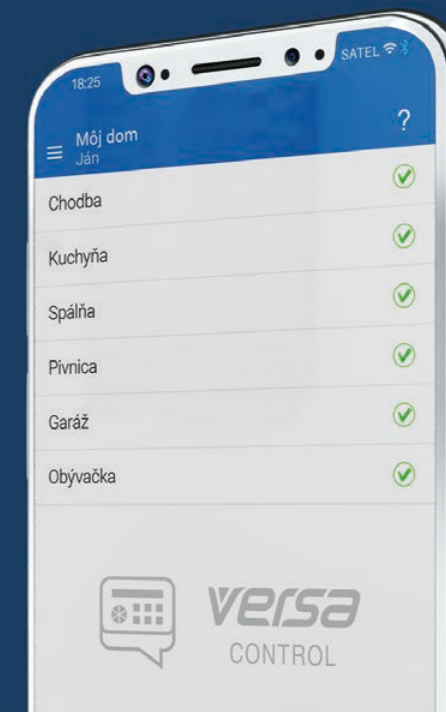 18:25
SATEL
Môj dom
Ján
?
Chodba
Kuchyňa
Spálňa
Pivnica
Garáž
Obývačka
versa
CONTROL